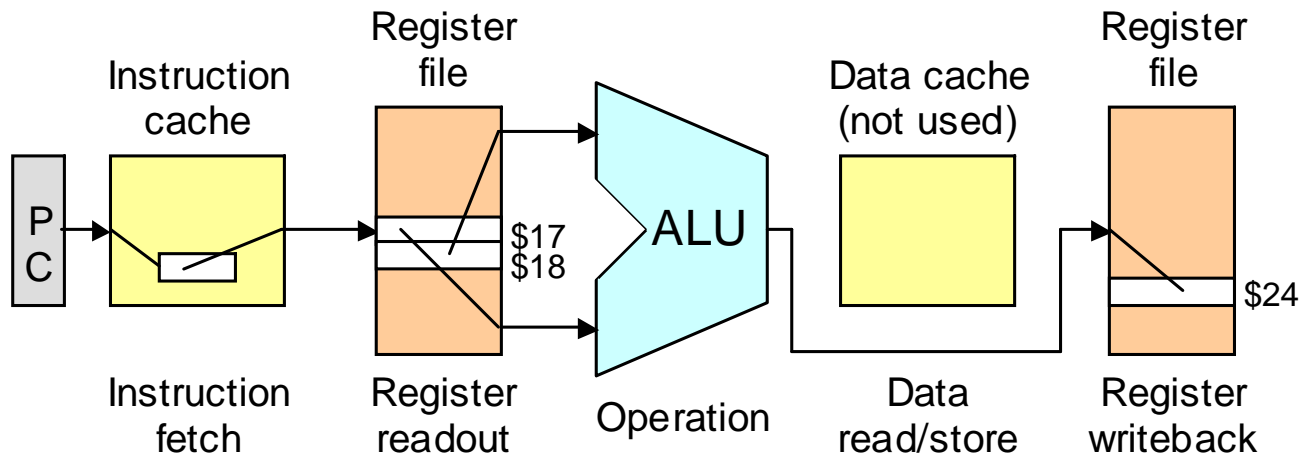 Register
file
Instruction
cache
Data cache
(not used)
Register
file
P
C
$17
$18
ALU
$24
Instruction
fetch
Register
readout
Operation
Data
read/store
Register
writeback